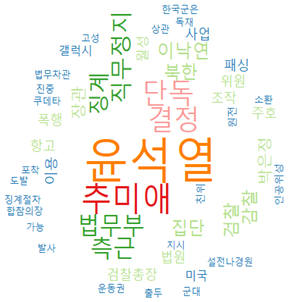 한국군은
고성
독재
상관
사업
갤럭시
월성
이낙연
패싱
직무정지
법무차관
진중
쿠데타
장관
징계
북한
위원
단독
조작
소환
폭행
결정
원전
주호
항고
윤석열
박은정
인공위성
포착
도발
이용
추미애
친위
징계절차
합참의장
법무부
검찰
감찰
가능
측근
집단
지시
법원
설전나경원
발사
검찰총장
미국
운동권
출두
군대